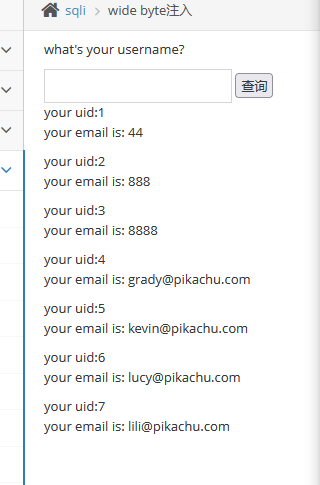 sqli > wide byte注入
what's your username?
查询
your uid:1
your email is: 44
your uid:2
your email is: 888
your uid:3
your email is: 8888
your uid:4
your email is: grady@pikachu.com
your uid:5
your email is: kevin@pikachu.com
your uid:6
your email is: lucy@pikachu.com
your uid:7
your email is: lili@pikachu.com